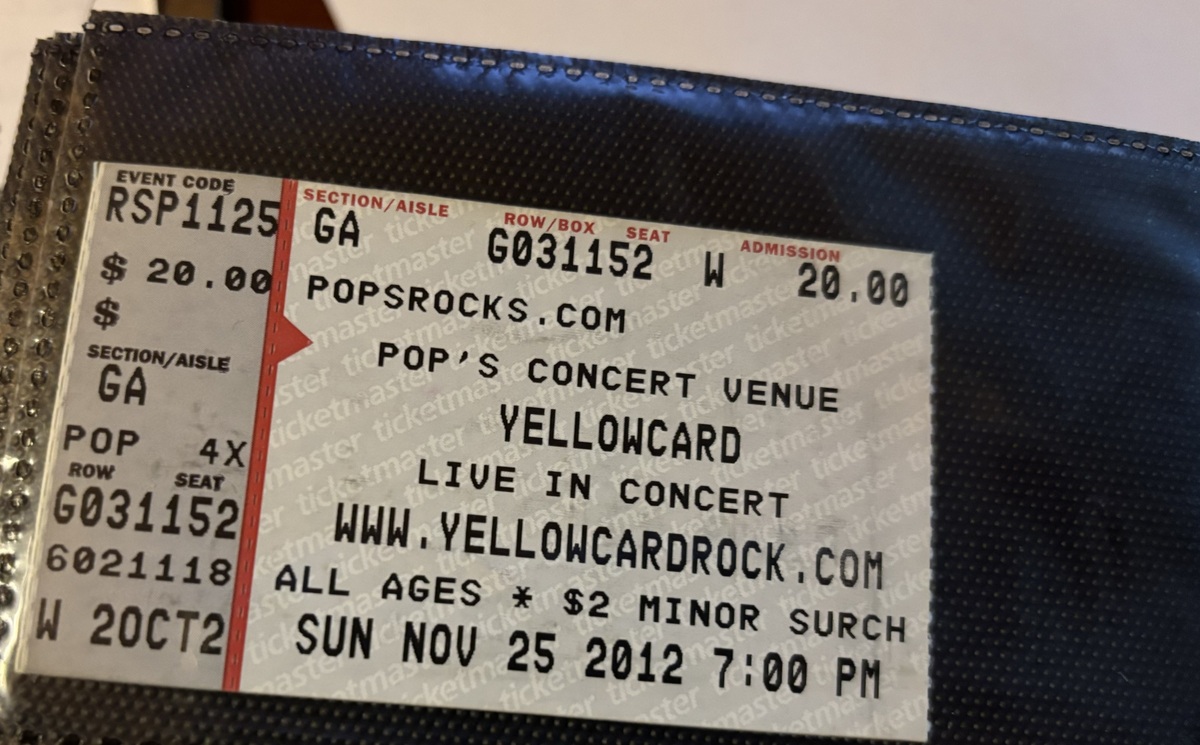 EVENT CODE
RSP1125
$ 20.00
$
SECTION/AISLE
GA
POP 4X
ROW SEAT
G031152
6021118
W 2OCT2
SECTION/AISLE ROW/BOX SEAT ADMISSION
GA G031152 W 20.00
POPSROCKS.COM
POP'S CONCERT VENUE
YELLOWCARD
LIVE IN CONCERT
WWW.YELLOWCARDROCK.COM
ALL AGES * $2 MINOR SURCH
SUN NOV 25 2012 7:00 PM
ticketmaster